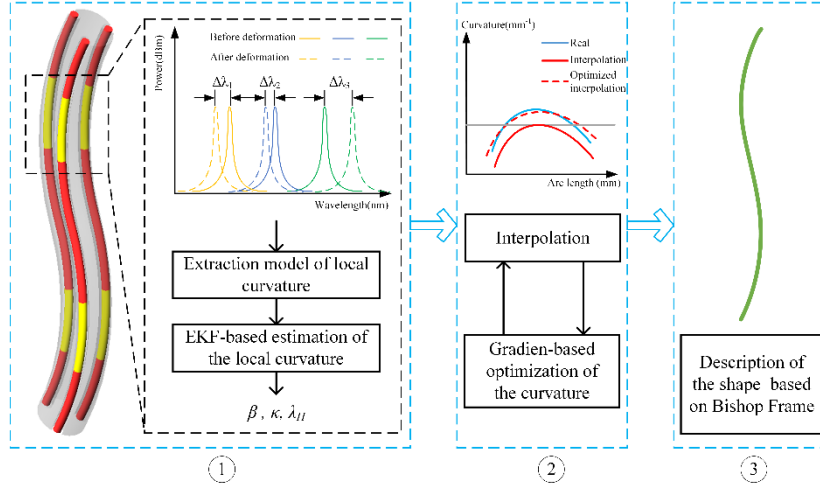 Power(dBm)
Before deformation
After deformation
Δλ1
Δλ2
Δλ3
Wavelength(nm)
Extraction model of local
curvature
EKF-based estimation of
the local curvature
β , κ, λH
①
Curvature(mm⁻¹)
Real
Interpolation
Optimized
interpolation
Arc length (mm)
Interpolation
Gradien-based
optimization of
the curvature
②
Description of
the shape based
on Bishop Frame
③